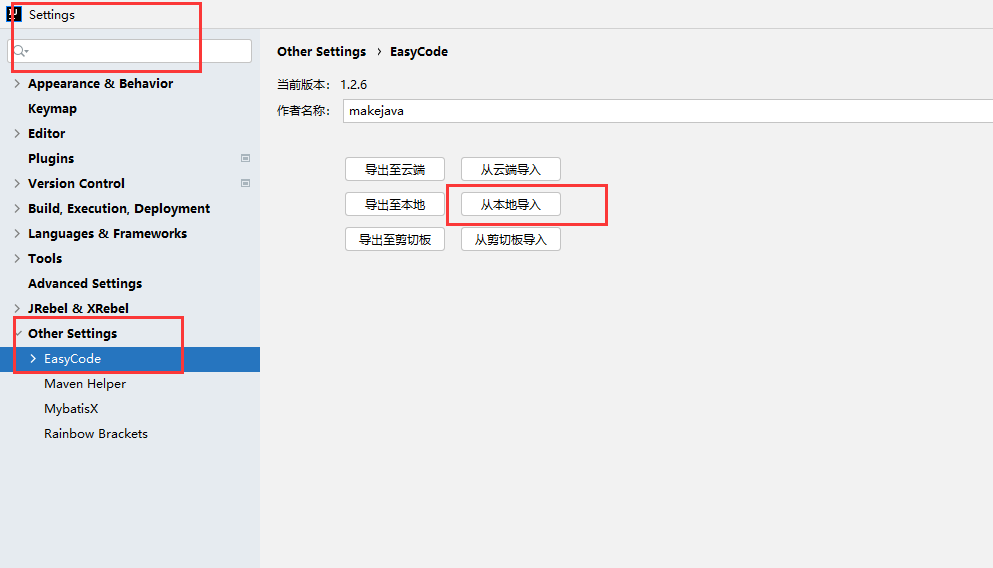 Settings
Appearance & Behavior
Keymap
Editor
Plugins
Version Control
Build, Execution, Deployment
Languages & Frameworks
Tools
Advanced Settings
JRebel & XRebel
Other Settings
EasyCode
Maven Helper
MybatisX
Rainbow Brackets
Other Settings › EasyCode
当前版本: 1.2.6
作者名称: makejava
导出至云端 从云端导入
导出至本地 从本地导入
导出至剪切板 从剪切板导入